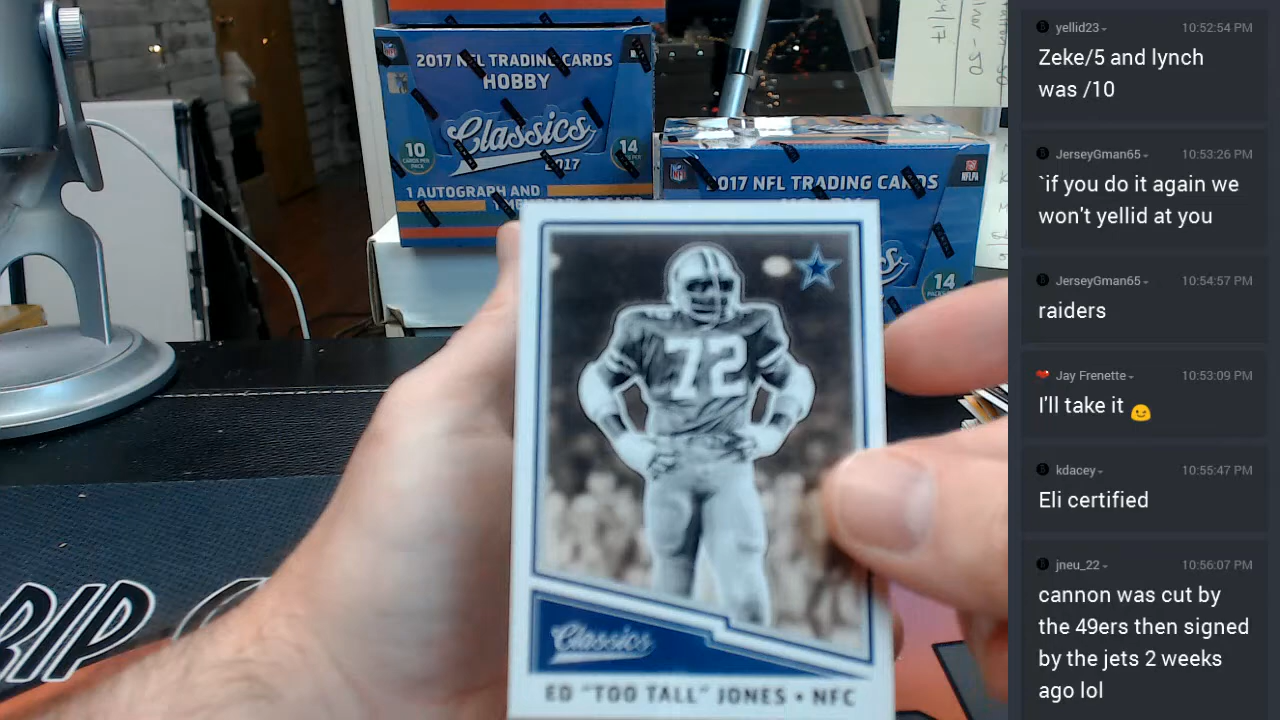 2017 NFL TRADING CARDS
HOBBY
Classics
2017
10
CARDS PER
PACK
14
1 AUTOGRAPH AND
2017 NFL TRADING CARDS
14
72
Classics
ED "TOO TALL" JONES • NFC
RIP
yellid23
10:52:54 PM
Zeke/5 and lynch
was /10
JerseyGman65
10:53:26 PM
`if you do it again we
won't yellid at you
JerseyGman65
10:54:57 PM
raiders
Jay Frenette
10:53:09 PM
I'll take it
kdacey
10:55:47 PM
Eli certified
jneu_22
10:56:07 PM
cannon was cut by
the 49ers then signed
by the jets 2 weeks
ago lol